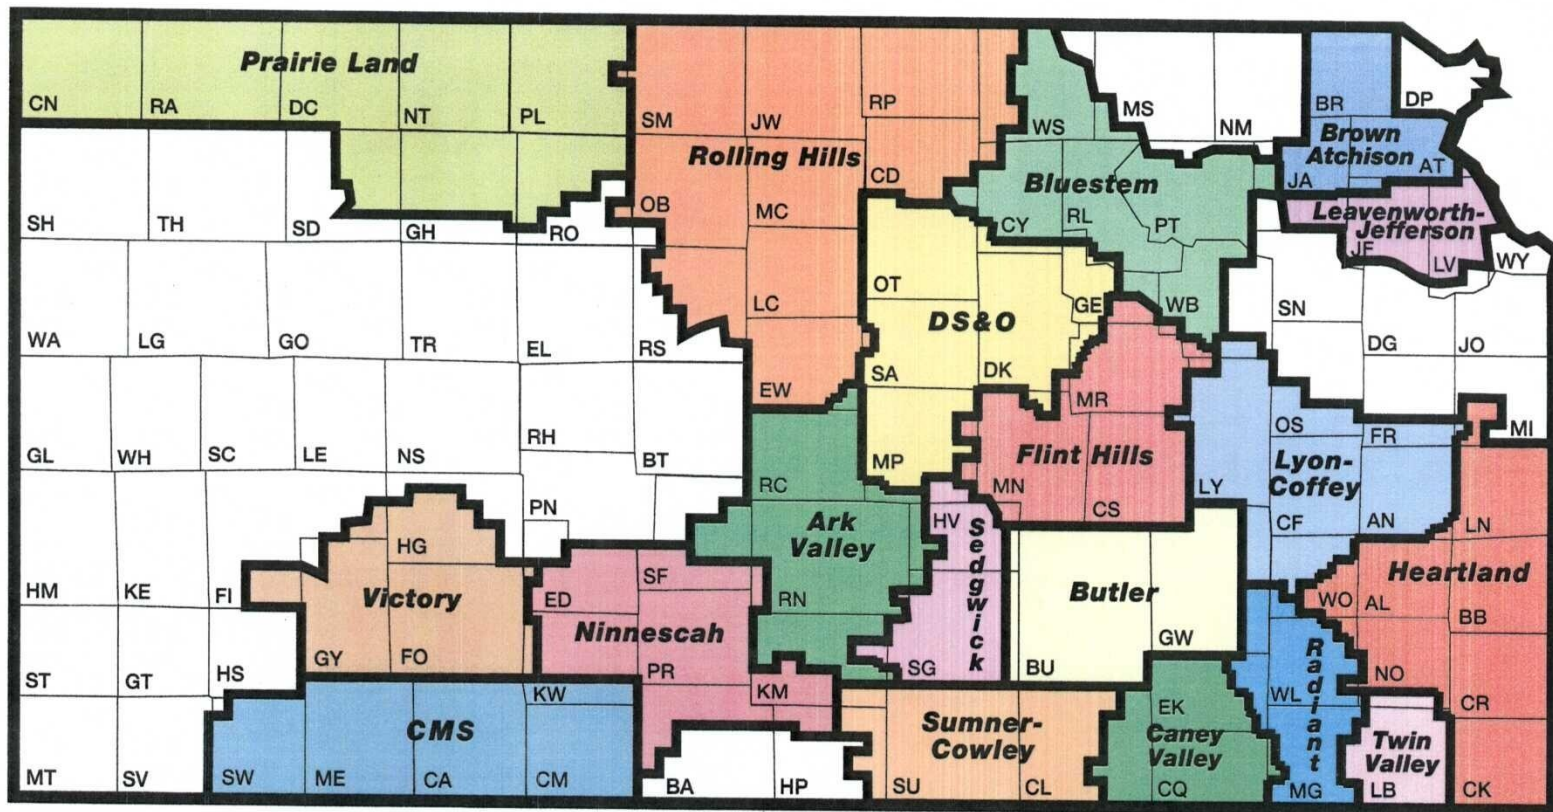 Prairie Land
CN
RA
DC
NT
PL
SM
JW
RP
WS
MS
NM
BR
DP
Rolling Hills
Bluestem
Brown
Atchison
CD
JA
AT
SH
TH
SD
GH
RO
OB
MC
CY
RL
PT
Leavenworth-
Jefferson
JF
LV
WY
WA
LG
GO
TR
EL
RS
LC
OT
DS&O
GE
WB
SN
DG
JO
EW
SA
DK
MR
GL
WH
SC
LE
NS
RH
BT
RC
MP
Flint Hills
MN
CS
LY
OS
FR
MI
Lyon-
Coffey
CF
AN
LN
PN
Ark
Valley
HV
Sedgwick
HM
KE
FI
HG
Victory
ED
SF
Ninnescah
RN
Butler
GW
WO
AL
Heartland
BB
ST
GT
HS
GY
FO
PR
KM
SG
BU
Radiant
WL
NO
CR
KW
CMS
Sumner-
Cowley
EK
Caney
Valley
Twin
Valley
MT
SV
SW
ME
CA
CM
BA
HP
SU
CL
CQ
MG
LB
CK